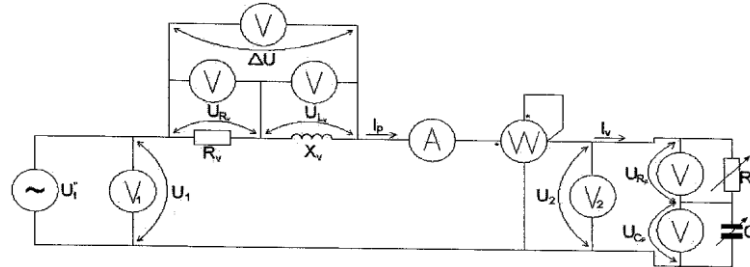 V
ΔU
V
V
U_Rv
U_Lv
R_v
X_v
I_p
A
W
I_v
~
U_1
V_1
U_1
U_2
V_2
U_Rs
V
R
U_Cs
V
C